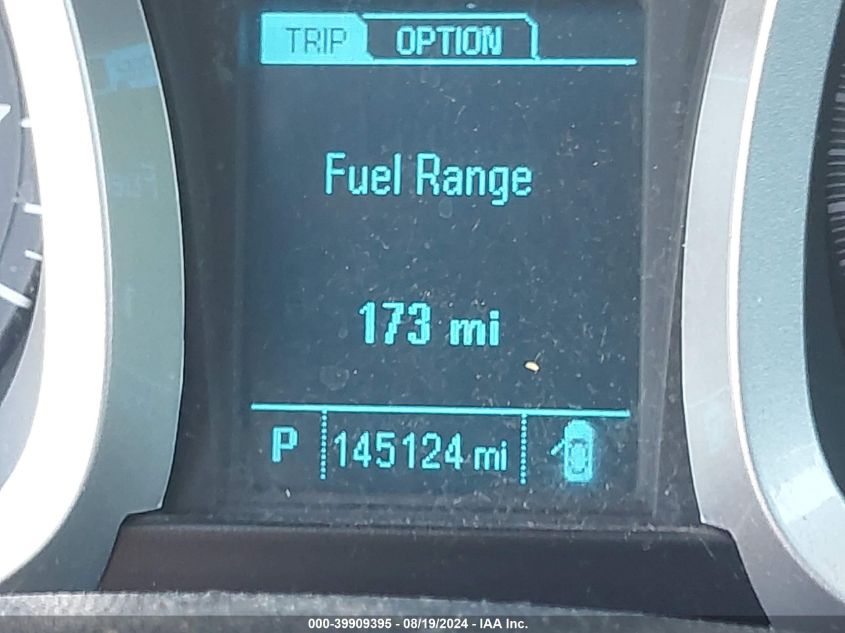 TRIP OPTION
Fuel Range
173 mi
P 145124 mi
000-39909395 - 08/19/2024 - IAA Inc.